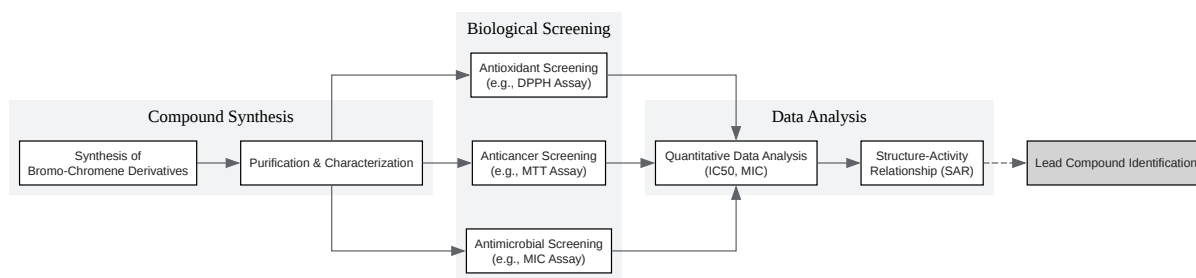 Biological Screening
Antioxidant Screening
(e.g., DPPH Assay)
Compound Synthesis
Data Analysis
Synthesis of
Bromo-Chromene Derivatives
Purification & Characterization
Anticancer Screening
(e.g., MTT Assay)
Quantitative Data Analysis
(IC50, MIC)
Structure-Activity
Relationship (SAR)
Lead Compound Identification
Antimicrobial Screening
(e.g., MIC Assay)